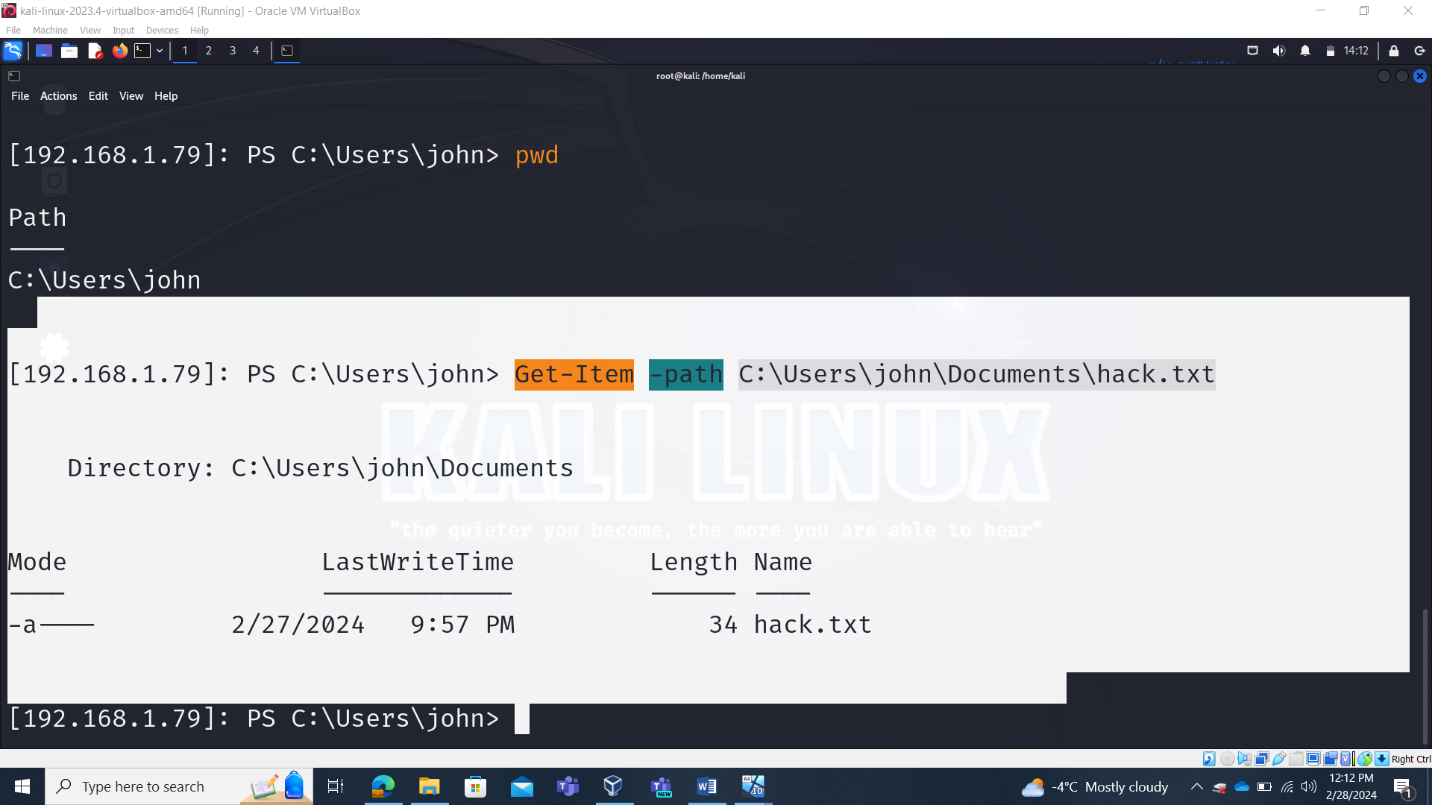 kali-linux-2023.4-virtualbox-amd64 [Running] - Oracle VM VirtualBox
File Machine View Input Devices Help
1 2 3 4
14:12
root@kali: /home/kali
File Actions Edit View Help
[192.168.1.79]: PS C:\Users\john> pwd
Path
----
C:\Users\john
[192.168.1.79]: PS C:\Users\john> Get-Item -path C:\Users\john\Documents\hack.txt
KALI LINUX
Directory: C:\Users\john\Documents
"the quieter you become, the more you are able to hear"
Mode LastWriteTime Length Name
---- ------------- ------ ----
-a---- 2/27/2024 9:57 PM 34 hack.txt
[192.168.1.79]: PS C:\Users\john>
Right Ctrl
Type here to search
NEW
-4°C Mostly cloudy
12:12 PM
2/28/2024
1